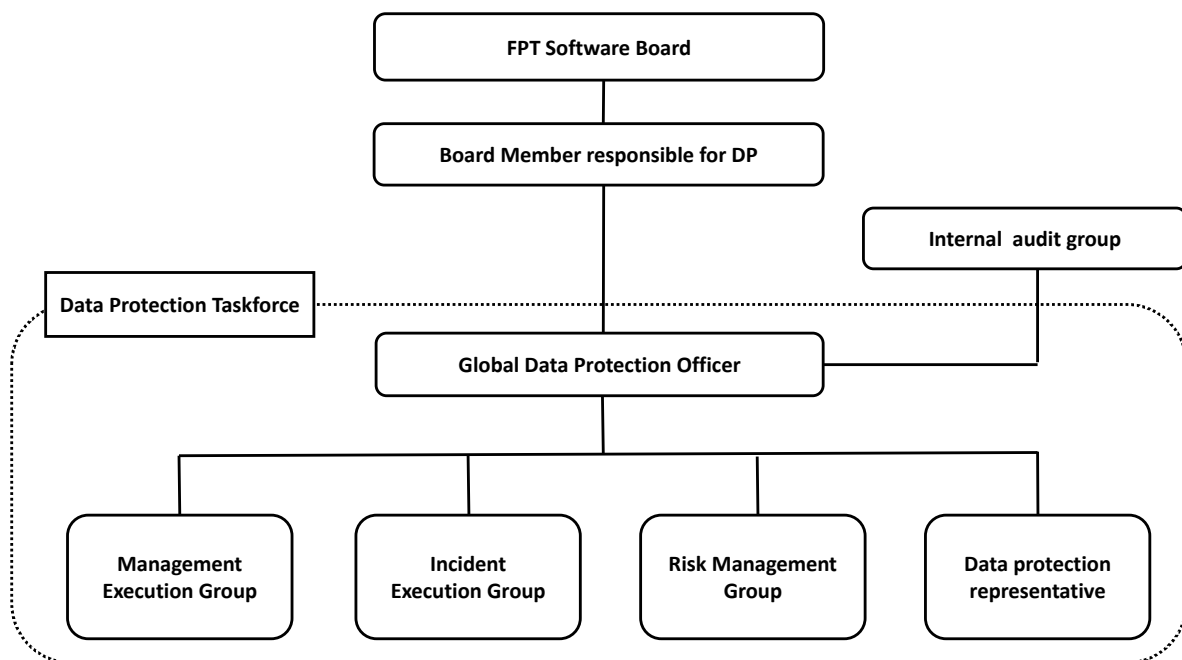 FPT Software Board
Board Member responsible for DP
Internal audit group
Data Protection Taskforce
Global Data Protection Officer
Management
Execution Group
Incident
Execution Group
Risk Management
Group
Data protection
representative